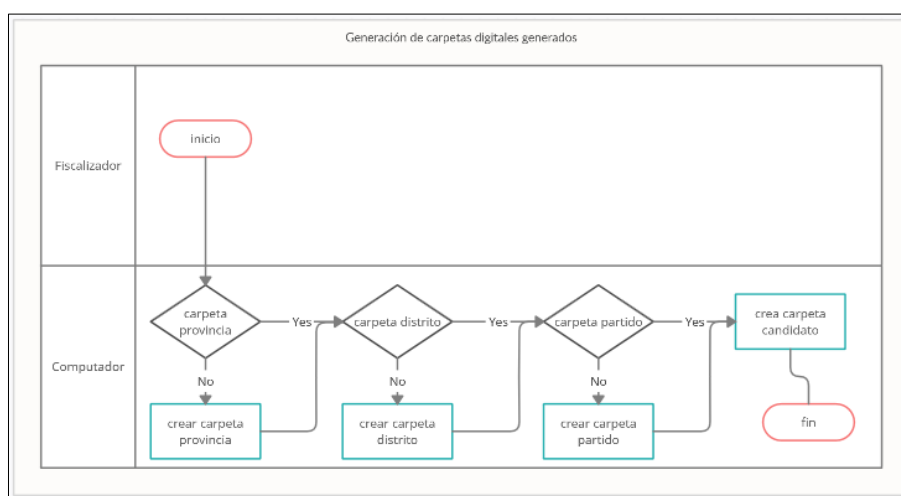 Generación de carpetas digitales generados
Fiscalizador
inicio
Computador
carpeta
provincia
Yes
carpeta distrito
Yes
carpeta partido
Yes
crea carpeta
candidato
No
No
No
crear carpeta
provincia
crear carpeta
distrito
crear carpeta
partido
fin